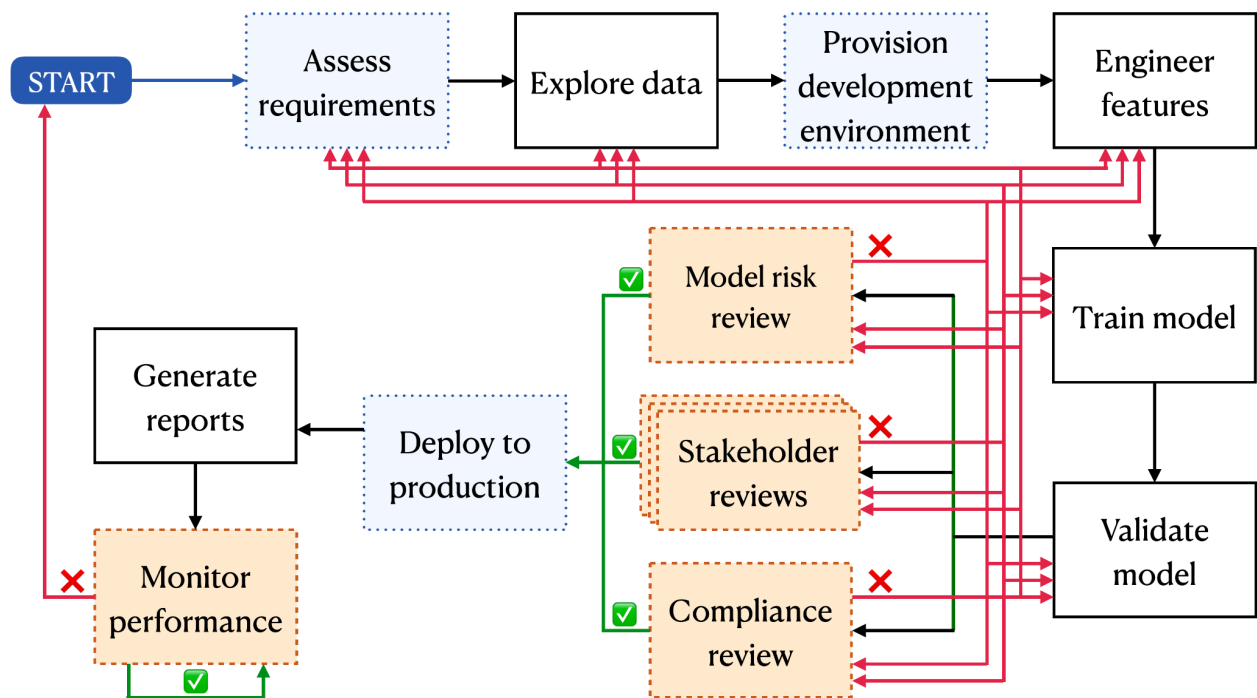 START
Assess
requirements
Explore data
Provision
development
environment
Engineer
features
Model risk
review
Train model
Generate
reports
Deploy to
production
Stakeholder
reviews
Validate
model
Monitor
performance
Compliance
review